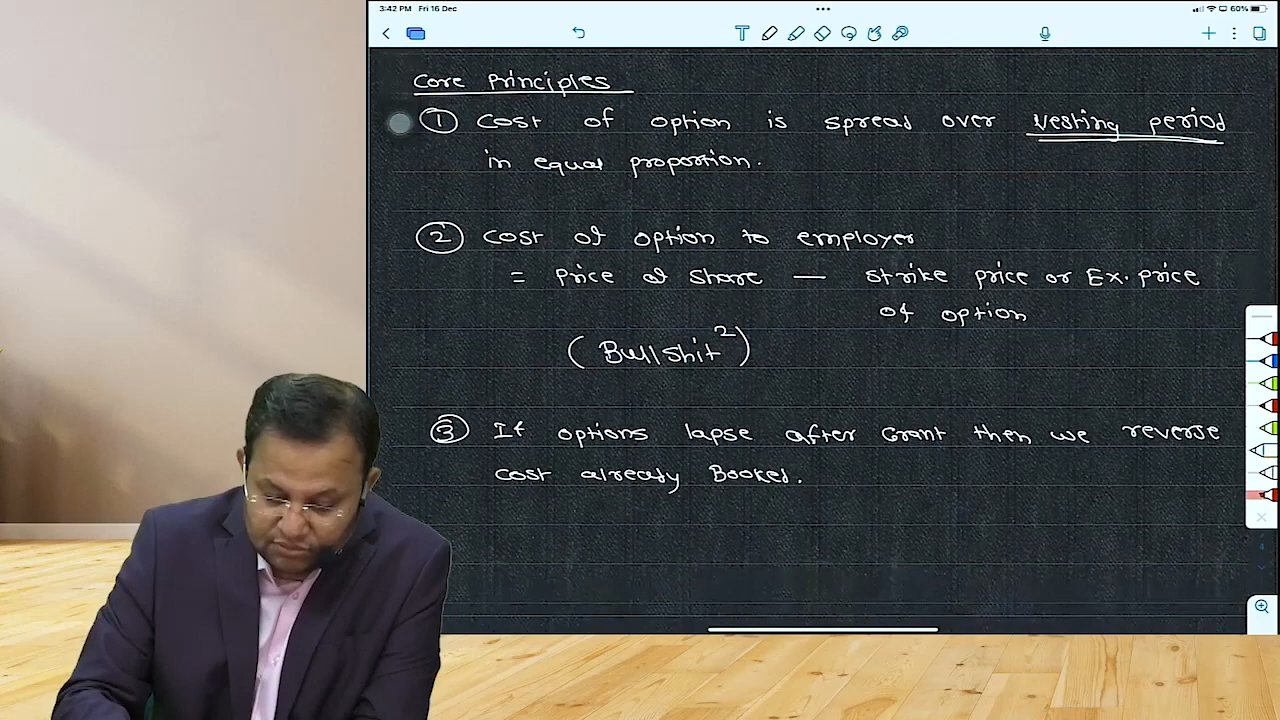 3:42 PM Fri 16 Dec
60%
Core Principles
① Cost of option is spread over vesting period
in equal proportion.
② Cost of option to employer
= Price of share — strike price or Ex. price
of option
(Bullshit²)
③ If options lapse after Grant then we reverse
cost already Booked.
4